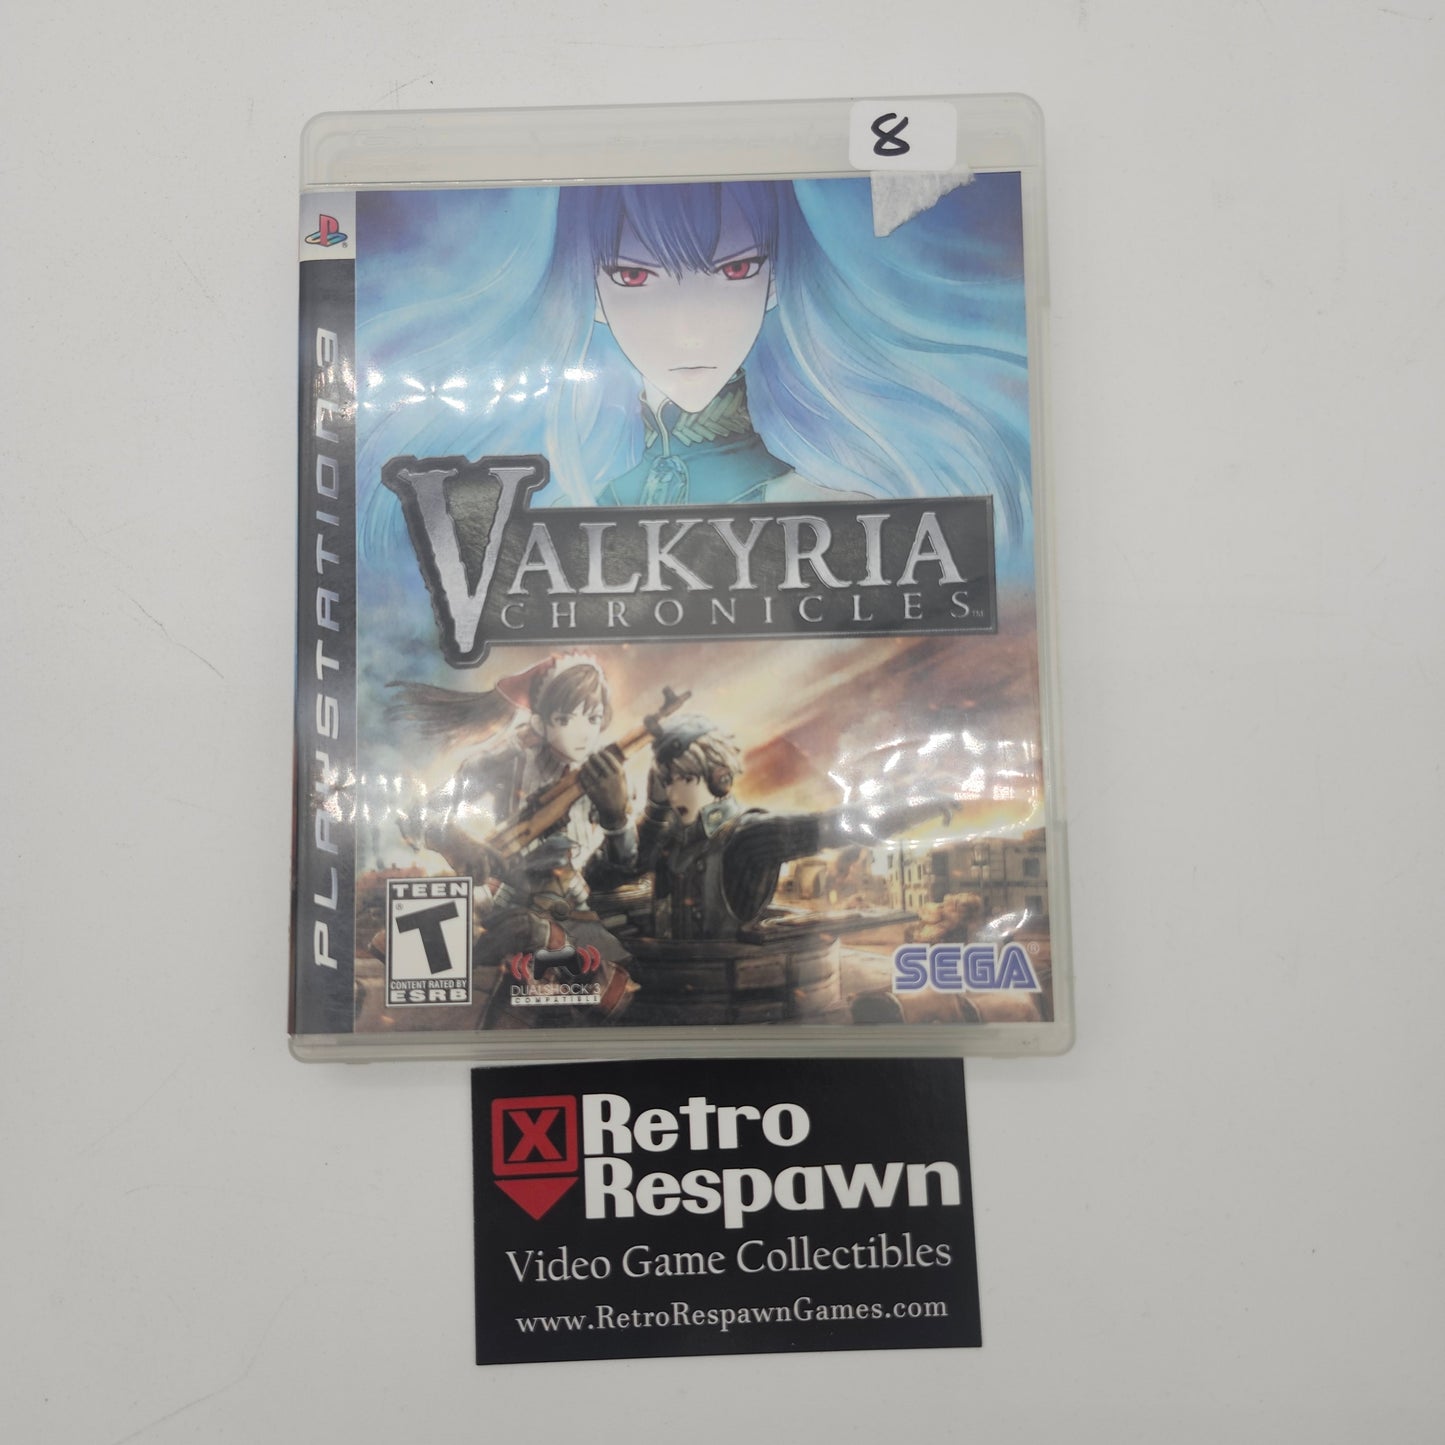 8
PLAYSTATION 3
VALKYRIA
CHRONICLES™
TEEN
T
®
CONTENT RATED BY
ESRB
DUALSHOCK 3
COMPATIBLE
SEGA®
X Retro
Respawn
Video Game Collectibles
www.RetroRespawnGames.com